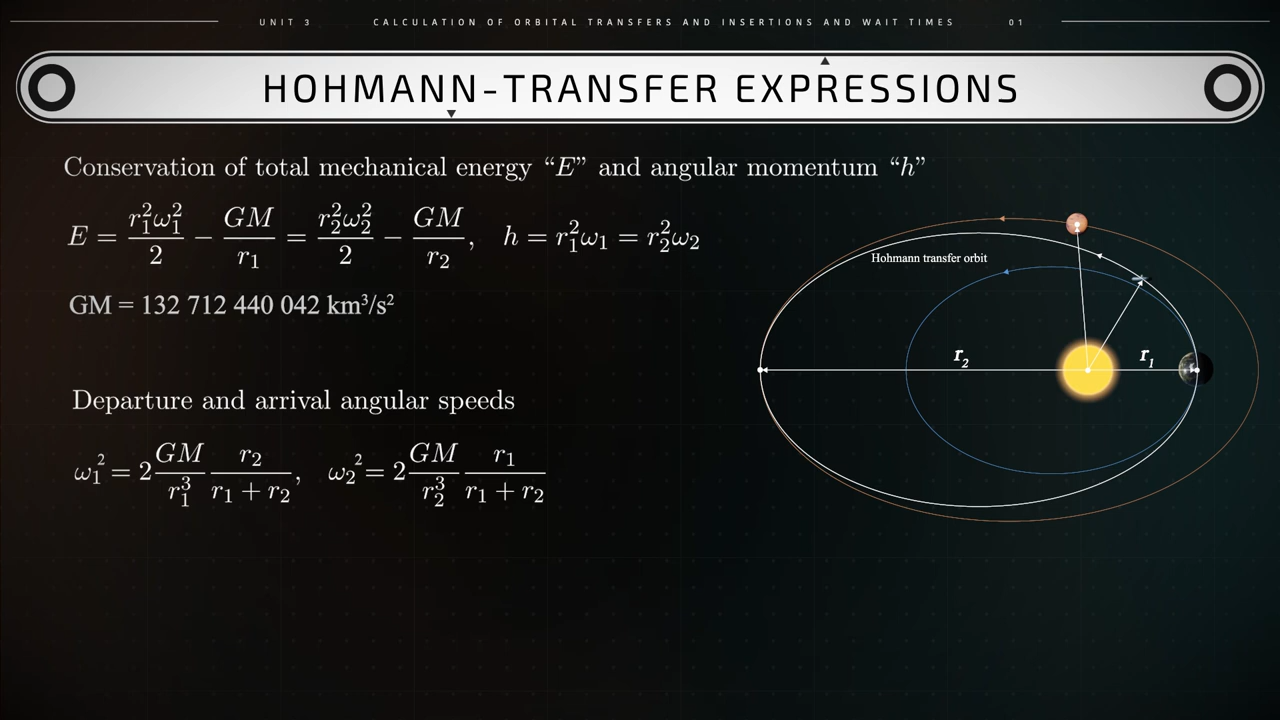 UNIT 3 CALCULATION OF ORBITAL TRANSFERS AND INSERTIONS AND WAIT TIMES 01
HOHMANN-TRANSFER EXPRESSIONS
Conservation of total mechanical energy “E” and angular momentum “h”
E = r₁²ω₁²/2 − GM/r₁ = r₂²ω₂²/2 − GM/r₂, h = r₁²ω₁ = r₂²ω₂
GM = 132 712 440 042 km³/s²
Departure and arrival angular speeds
ω₁² = 2 GM/r₁³ r₂/(r₁ + r₂), ω₂² = 2 GM/r₂³ r₁/(r₁ + r₂)
Hohmann transfer orbit
r₂
r₁